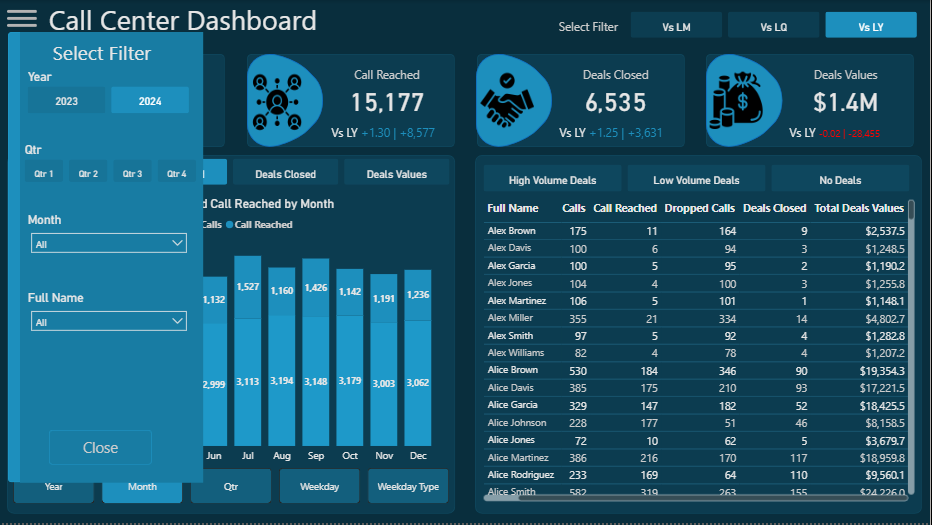 Call Center Dashboard
Select Filter
Vs LM
Vs LQ
Vs LY
Select Filter
Year
2023
2024
Qtr
Qtr 1
Qtr 2
Qtr 3
Qtr 4
Month
All
Full Name
All
Close
Call Reached
15,177
Vs LY +1.30 | +8,577
Deals Closed
6,535
Vs LY +1.25 | +3,631
Deals Values
$1.4M
Vs LY -0.02 | -28,455
Deals Closed
Deals Values
d Call Reached by Month
Calls Call Reached
1,132
1,527
1,160
1,426
1,142
1,191
1,236
2,999
3,113
3,194
3,148
3,179
3,003
3,062
Jun Jul Aug Sep Oct Nov Dec
Year
Month
Qtr
Weekday
Weekday Type
High Volume Deals
Low Volume Deals
No Deals
Full Name Calls Call Reached Dropped Calls Deals Closed Total Deals Values
Alex Brown 175 11 164 9 $2,537.5
Alex Davis 100 6 94 3 $1,248.5
Alex Garcia 100 5 95 2 $1,190.2
Alex Jones 104 4 100 3 $1,255.8
Alex Martinez 106 5 101 1 $1,148.1
Alex Miller 355 21 334 14 $4,802.7
Alex Smith 97 5 92 4 $1,282.8
Alex Williams 82 4 78 4 $1,207.2
Alice Brown 530 184 346 90 $19,354.3
Alice Davis 385 175 210 93 $17,221.5
Alice Garcia 329 147 182 52 $18,425.5
Alice Johnson 228 177 51 46 $8,158.5
Alice Jones 72 10 62 5 $3,679.7
Alice Martinez 386 216 170 117 $18,959.8
Alice Rodriguez 233 169 64 110 $9,560.1
Alice Smith 582 319 263 155 $24,226.0